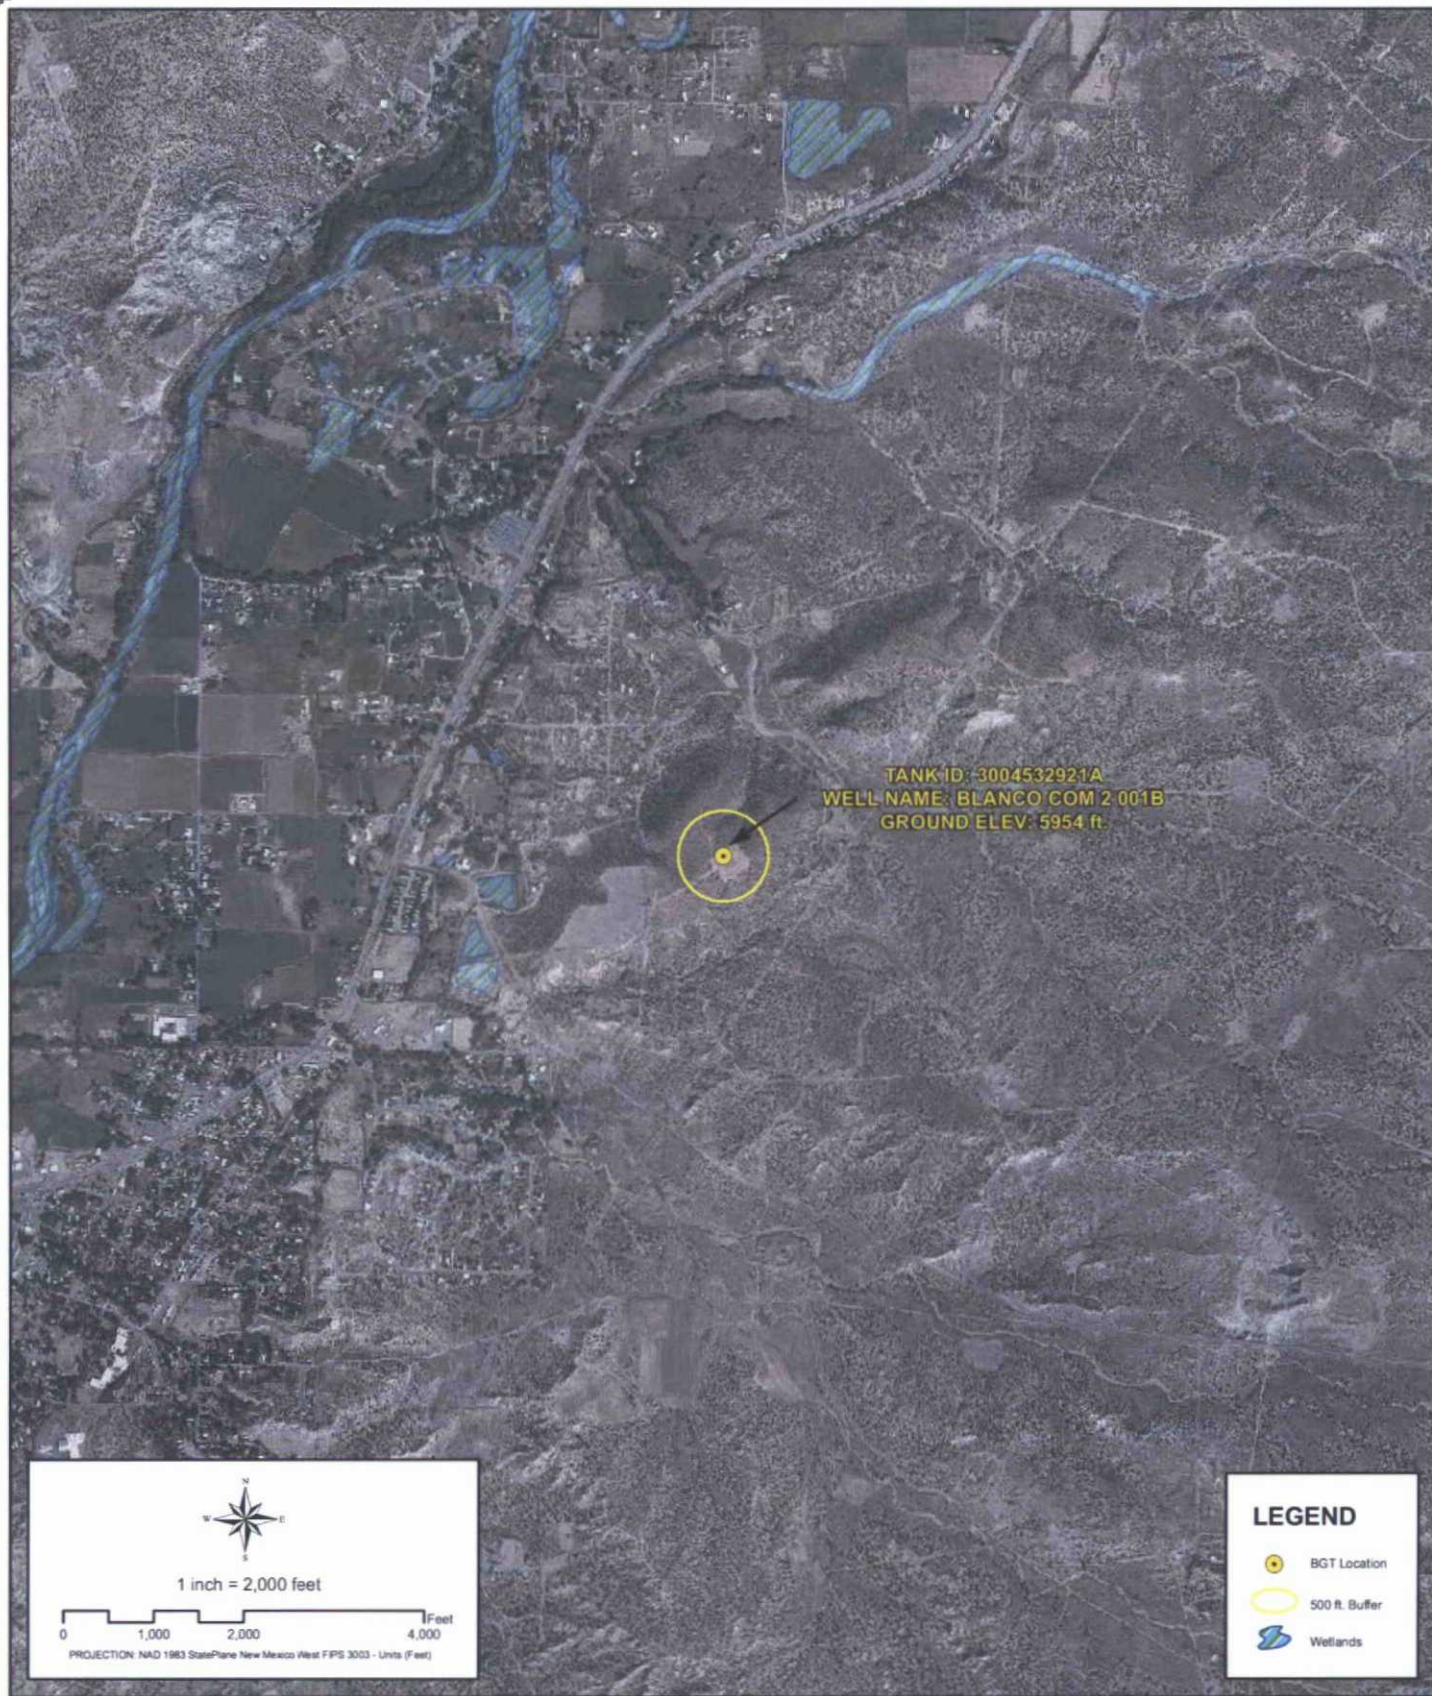 TANK ID: 3004532921A
WELL NAME: BLANCO COM 2 001B
GROUND ELEV: 5954 ft.
N
W E
S
1 inch = 2,000 feet
Feet
0 1,000 2,000 4,000
PROJECTION: NAD 1983 StatePlane New Mexico West FIPS 3003 - Units (Feet)
LEGEND
BGT Location
500 ft. Buffer
Wetlands